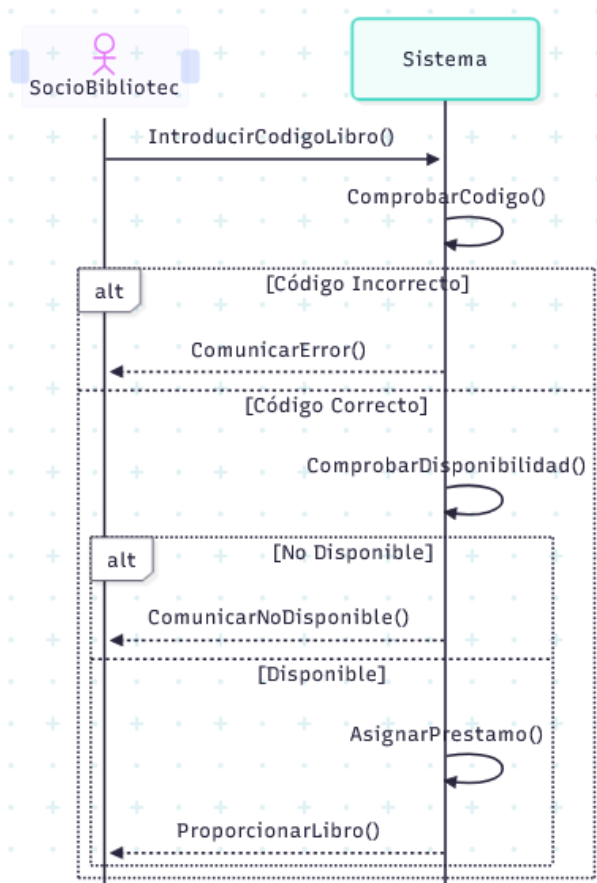 SocioBibliotec
Sistema
IntroducirCodigoLibro()
ComprobarCodigo()
alt
[Código Incorrecto]
ComunicarError()
[Código Correcto]
ComprobarDisponibilidad()
alt
[No Disponible]
ComunicarNoDisponible()
[Disponible]
AsignarPrestamo()
ProporcionarLibro()